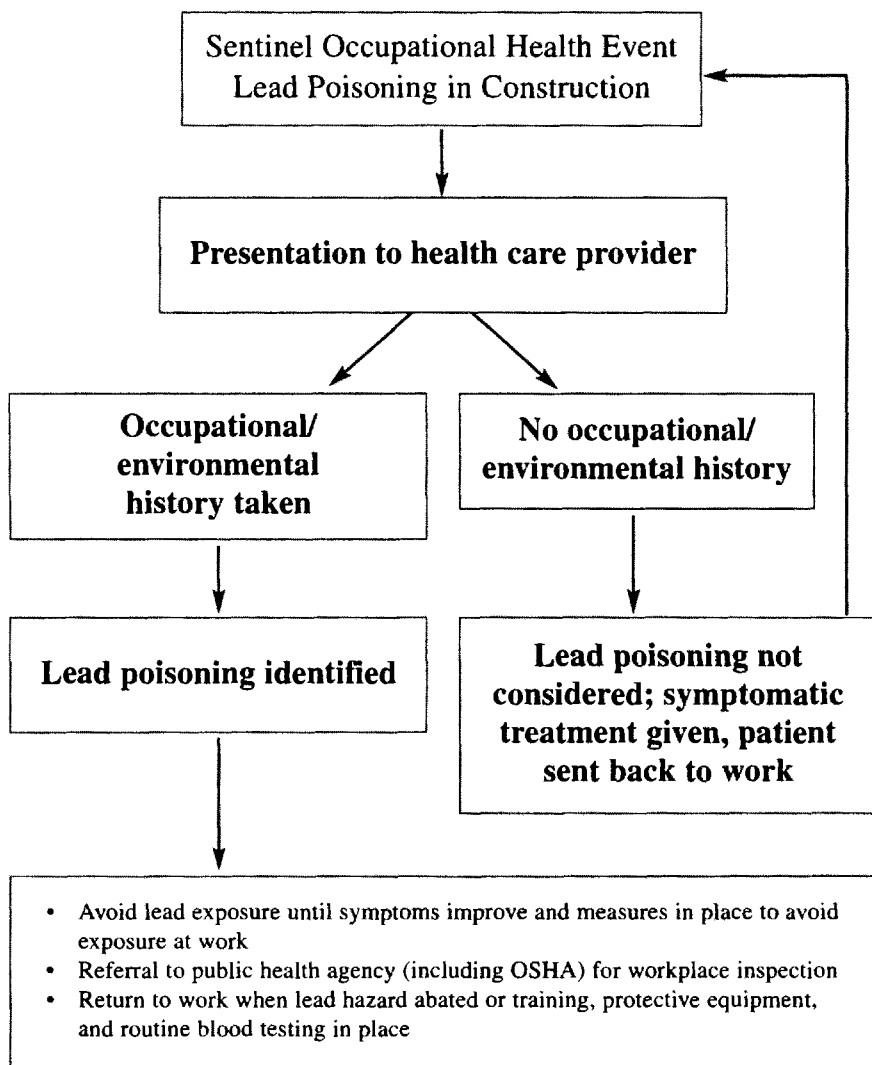 Sentinel Occupational Health Event
Lead Poisoning in Construction
Presentation to health care provider
Occupational/
environmental
history taken
No occupational/
environmental history
Lead poisoning identified
Lead poisoning not
considered; symptomatic
treatment given, patient
sent back to work
• Avoid lead exposure until symptoms improve and measures in place to avoid
exposure at work
• Referral to public health agency (including OSHA) for workplace inspection
• Return to work when lead hazard abated or training, protective equipment,
and routine blood testing in place